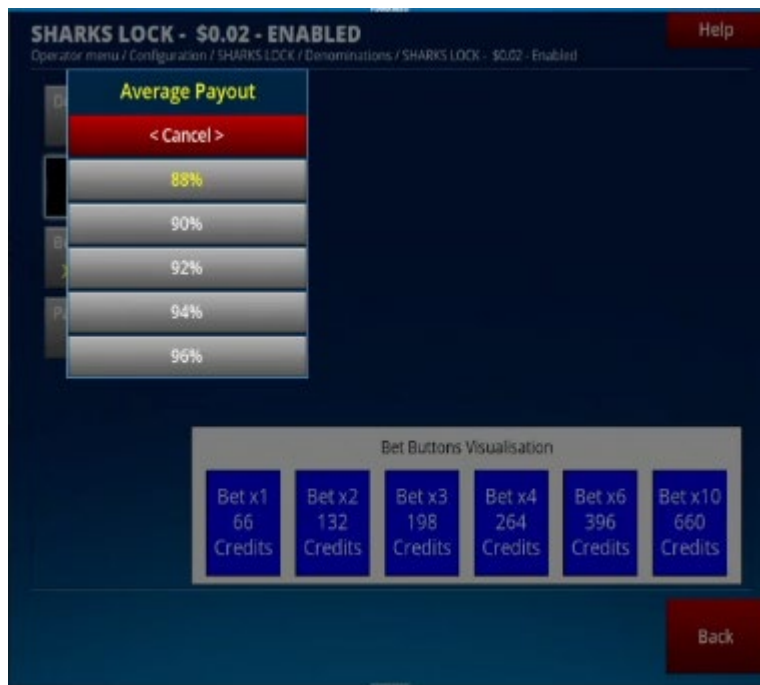 SHARKS LOCK - $0.02 - ENABLED
Help
Operator menu / Configuration / SHARKS LOCK / Denominations / SHARKS LOCK - $0.02 - Enabled
Average Payout
< Cancel >
88%
90%
92%
94%
96%
Bet Buttons Visualisation
Bet x1
66
Credits
Bet x2
132
Credits
Bet x3
198
Credits
Bet x4
264
Credits
Bet x6
396
Credits
Bet x10
660
Credits
Back